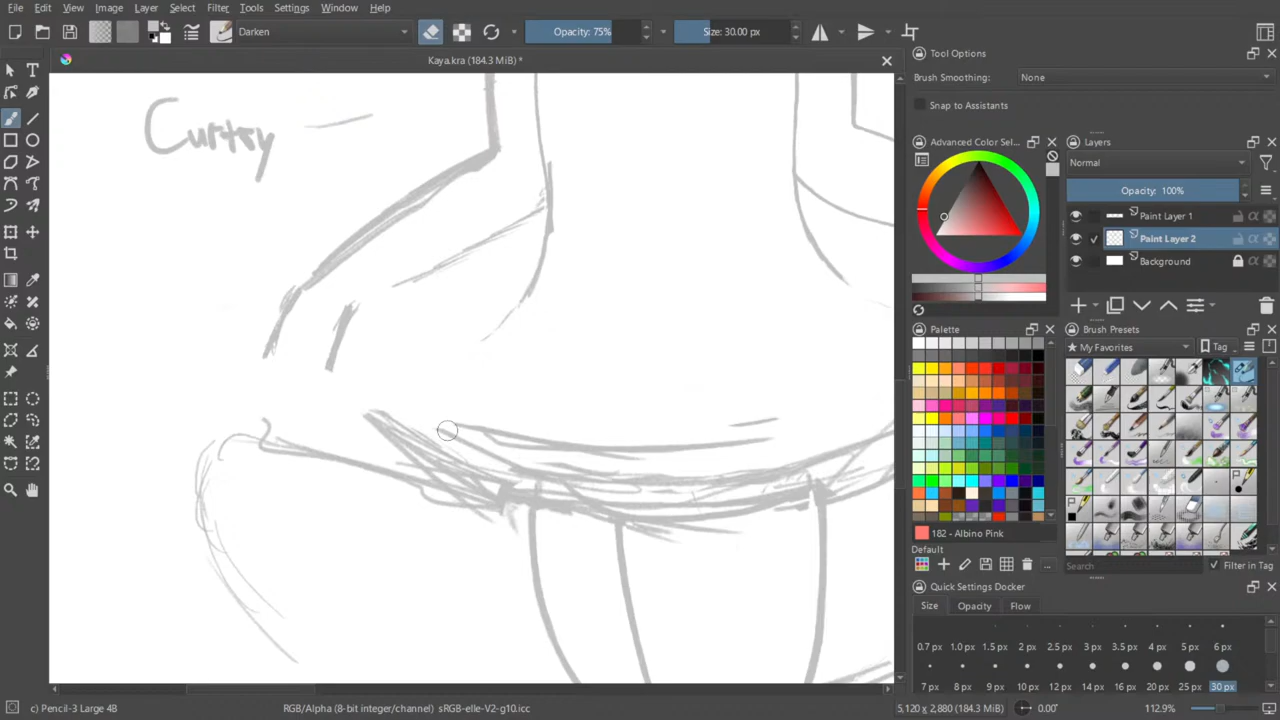 File Edit View Image Layer Select Filter Tools Settings Window Help
Darken Opacity: 75% Size: 30.00 px
Kaya.kra (184.3 MiB) *
Curtsy
Tool Options
Brush Smoothing: None
Snap to Assistants
Advanced Color Sel...
Layers
Normal
Opacity: 100%
Paint Layer 1
Paint Layer 2
Background
Palette
182 - Albino Pink
Default
...
Brush Presets
My Favorites Tag
Search Filter in Tag
Quick Settings Docker
Size Opacity Flow
0.7 px 1.0 px 1.5 px 2 px 2.5 px 3 px 3.5 px 4 px 5 px 6 px
7 px 8 px 9 px 10 px 12 px 14 px 16 px 20 px 25 px 30 px
c) Pencil-3 Large 4B RGB/Alpha (8-bit integer/channel) sRGB-elle-V2-g10.icc 5,120 x 2,880 (184.3 MiB) 0.00° 112.9%